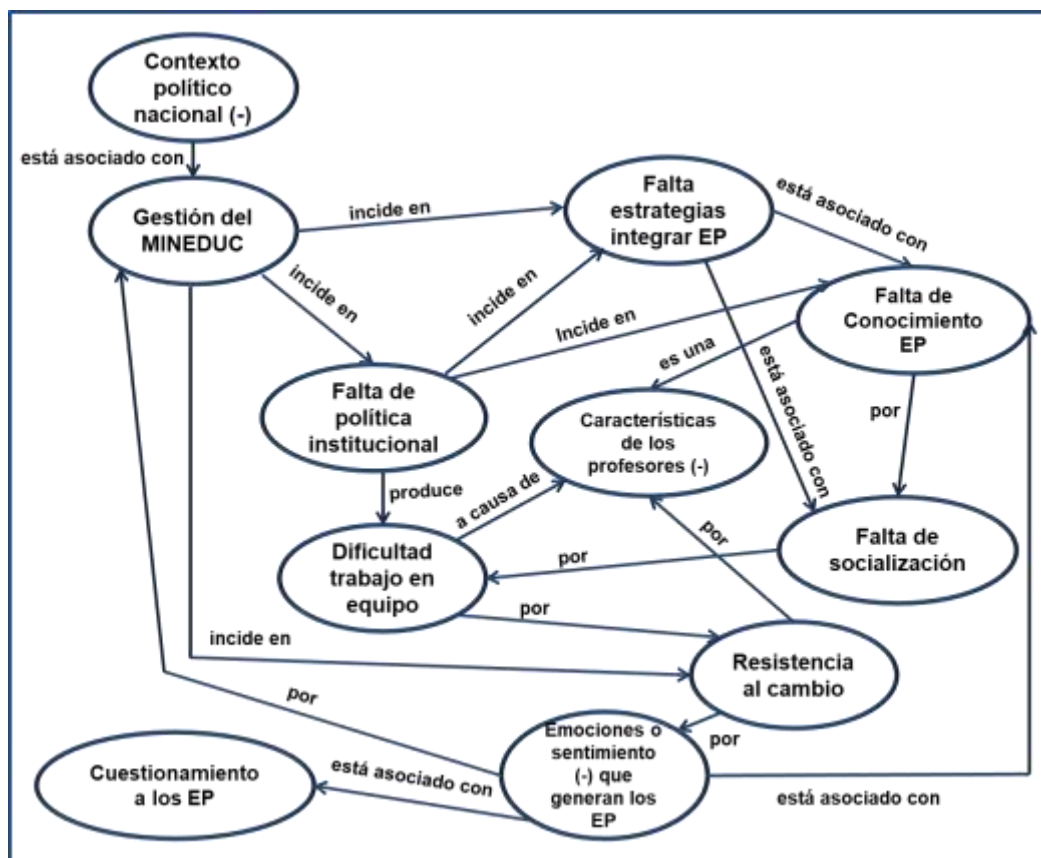 Contexto
político
nacional (-)
está asociado con
Gestión del
MINEDUC
incide en
Falta
estrategias
integrar EP
está asociado con
incide en
incide en
Incide en
Falta de
Conocimiento
EP
es una
está asociado con
por
Falta de
política
institucional
Características
de los
profesores (-)
produce
a causa de
Dificultad
trabajo en
equipo
por
por
Falta de
socialización
por
incide en
Resistencia
al cambio
por
por
Emociones o
sentimiento
(-) que
generan los
EP
Cuestionamiento
a los EP
está asociado con
está asociado con